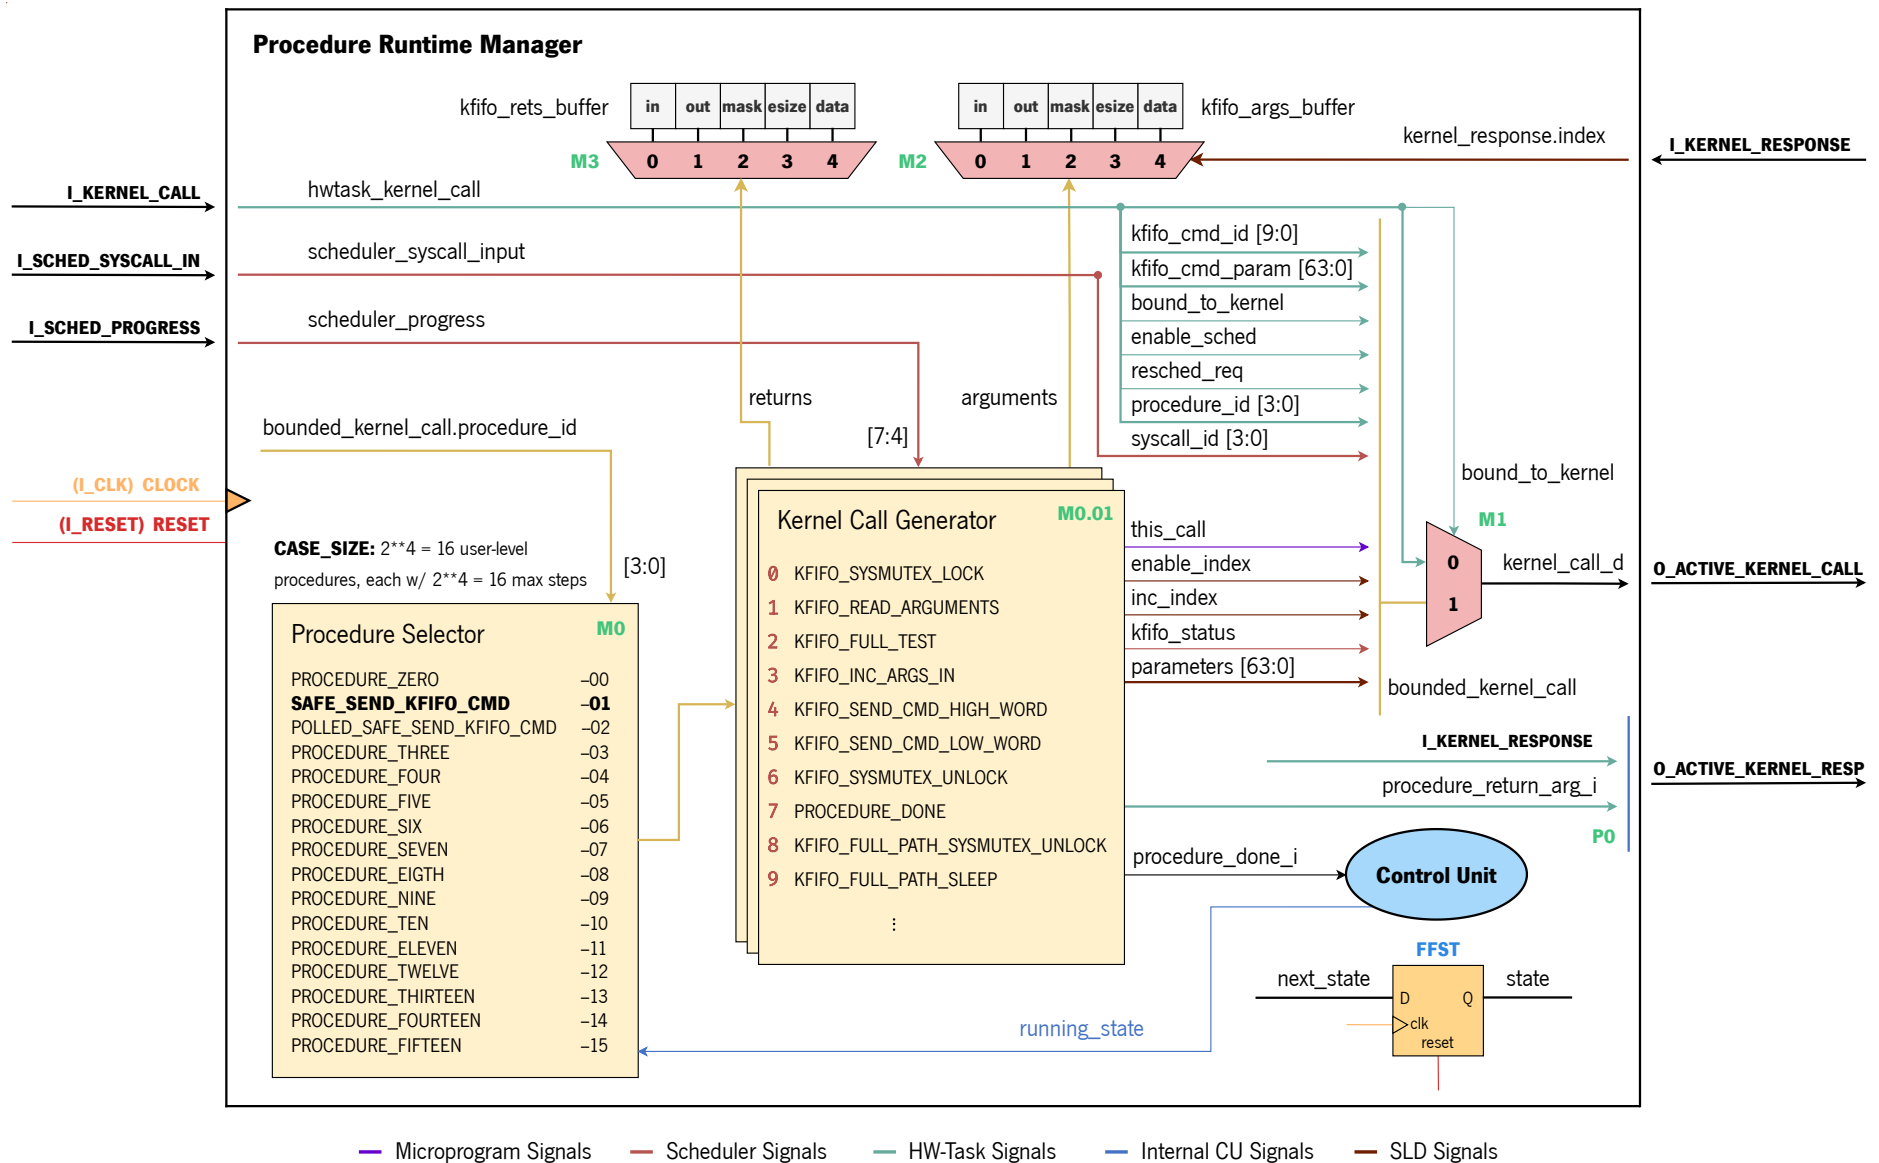 Procedure Runtime Manager
kfifo_rets_buffer
in out mask esize data
M3
0 1 2 3 4
in out mask esize data
kfifo_args_buffer
M2
0 1 2 3 4
kernel_response.index
I_KERNEL_RESPONSE
I_KERNEL_CALL
hwtask_kernel_call
I_SCHED_SYSCALL_IN
scheduler_syscall_input
I_SCHED_PROGRESS
scheduler_progress
kfifo_cmd_id [9:0]
kfifo_cmd_param [63:0]
bound_to_kernel
enable_sched
resched_req
procedure_id [3:0]
syscall_id [3:0]
returns
arguments
[7:4]
bounded_kernel_call.procedure_id
(I_CLK) CLOCK
(I_RESET) RESET
CASE_SIZE: 2**4 = 16 user-level
procedures, each w/ 2**4 = 16 max steps
[3:0]
Procedure Selector
M0
PROCEDURE_ZERO –00
SAFE_SEND_KFIFO_CMD –01
POLLED_SAFE_SEND_KFIFO_CMD –02
PROCEDURE_THREE –03
PROCEDURE_FOUR –04
PROCEDURE_FIVE –05
PROCEDURE_SIX –06
PROCEDURE_SEVEN –07
PROCEDURE_EIGTH –08
PROCEDURE_NINE –09
PROCEDURE_TEN –10
PROCEDURE_ELEVEN –11
PROCEDURE_TWELVE –12
PROCEDURE_THIRTEEN –13
PROCEDURE_FOURTEEN –14
PROCEDURE_FIFTEEN –15
Kernel Call Generator
M0.01
0 KFIFO_SYSMUTEX_LOCK
1 KFIFO_READ_ARGUMENTS
2 KFIFO_FULL_TEST
3 KFIFO_INC_ARGS_IN
4 KFIFO_SEND_CMD_HIGH_WORD
5 KFIFO_SEND_CMD_LOW_WORD
6 KFIFO_SYSMUTEX_UNLOCK
7 PROCEDURE_DONE
8 KFIFO_FULL_PATH_SYSMUTEX_UNLOCK
9 KFIFO_FULL_PATH_SLEEP
⋮
this_call
enable_index
inc_index
kfifo_status
parameters [63:0]
bound_to_kernel
M1
0
1
kernel_call_d
O_ACTIVE_KERNEL_CALL
bounded_kernel_call
I_KERNEL_RESPONSE
procedure_return_arg_i
P0
O_ACTIVE_KERNEL_RESP
procedure_done_i
Control Unit
running_state
FFST
next_state
D Q
clk
reset
state
Microprogram Signals
Scheduler Signals
HW-Task Signals
Internal CU Signals
SLD Signals